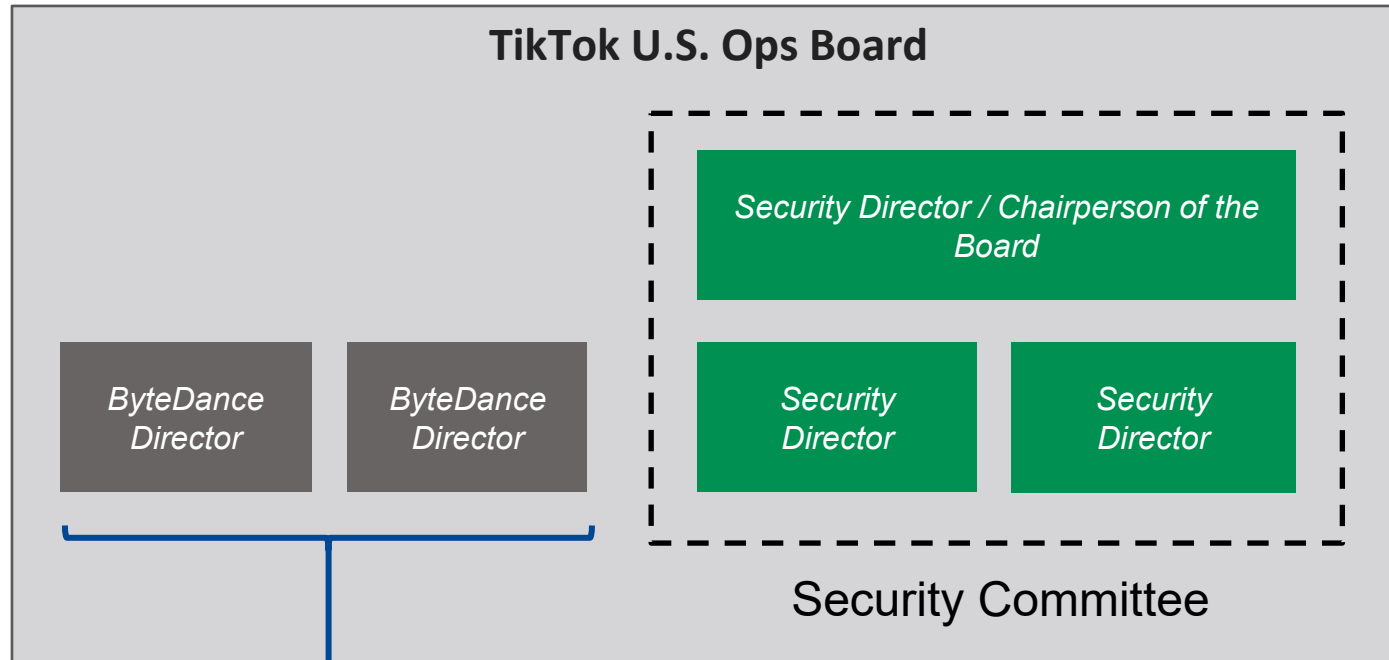 TikTok U.S. Ops Board
Security Director / Chairperson of the
Board
ByteDance
Director
ByteDance
Director
Security
Director
Security
Director
Security Committee